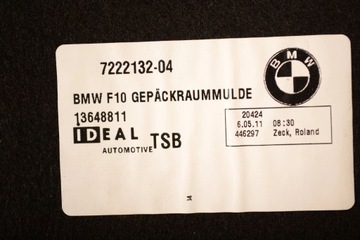 7222132-04
BMW
BMW F10 GEPÄCKRAUMMULDE
13648811
IDEAL TSB
AUTOMOTIVE
20424
6.05.11 08:30
446297 Zeck, Roland